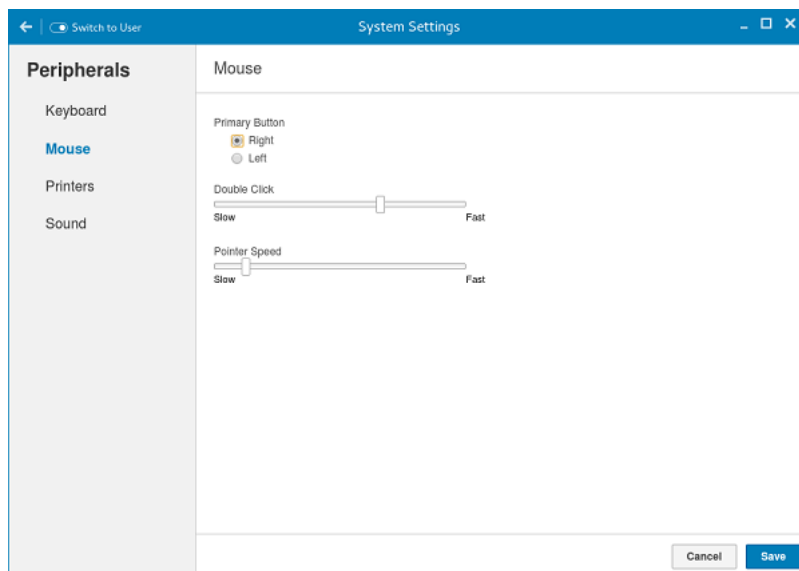 Switch to User
System Settings
Peripherals
Keyboard
Mouse
Printers
Sound
Mouse
Primary Button
Right
Left
Double Click
Slow Fast
Pointer Speed
Slow Fast
Cancel Save